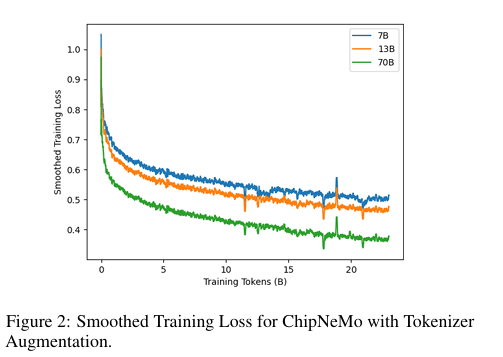 7B
13B
70B
1.0
0.9
0.8
0.7
0.6
0.5
0.4
Smoothed Training Loss
0
5
10
15
20
Training Tokens (B)
Figure 2: Smoothed Training Loss for ChipNeMo with Tokenizer
Augmentation.